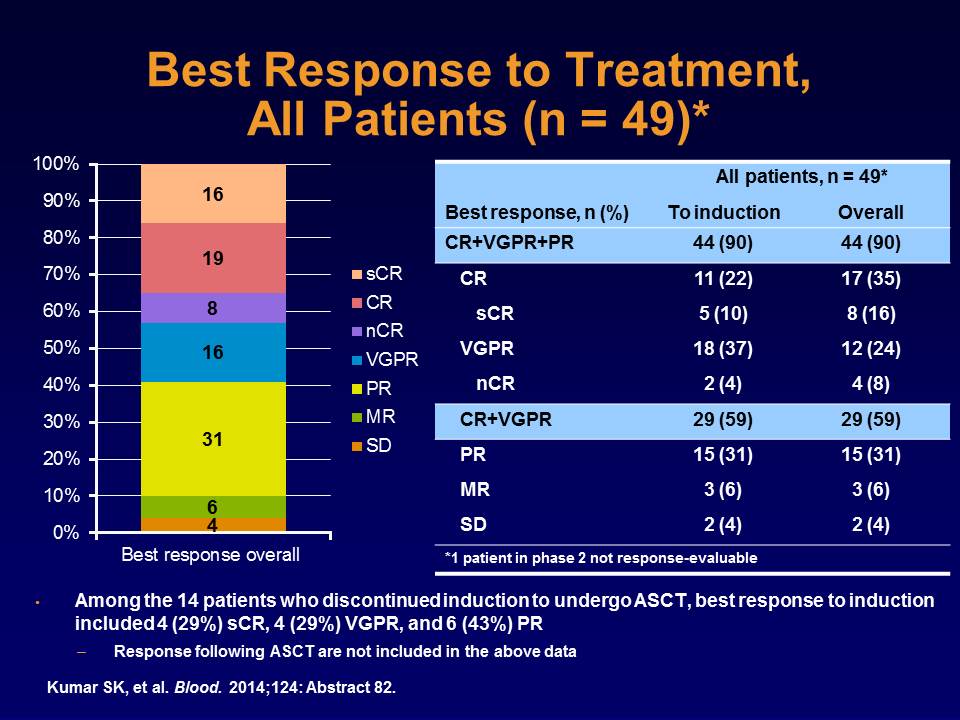 Best Response to Treatment,
All Patients (n = 49)*
100%
90%
80%
70%
60%
50%
40%
30%
20%
10%
0%
16
19
8
16
31
6
4
Best response overall
sCR
CR
nCR
VGPR
PR
MR
SD
All patients, n = 49*
Best response, n (%) To induction Overall
CR+VGPR+PR 44 (90) 44 (90)
CR 11 (22) 17 (35)
sCR 5 (10) 8 (16)
VGPR 18 (37) 12 (24)
nCR 2 (4) 4 (8)
CR+VGPR 29 (59) 29 (59)
PR 15 (31) 15 (31)
MR 3 (6) 3 (6)
SD 2 (4) 2 (4)
*1 patient in phase 2 not response-evaluable
• Among the 14 patients who discontinued induction to undergo ASCT, best response to induction
included 4 (29%) sCR, 4 (29%) VGPR, and 6 (43%) PR
– Response following ASCT are not included in the above data
Kumar SK, et al. Blood. 2014;124: Abstract 82.